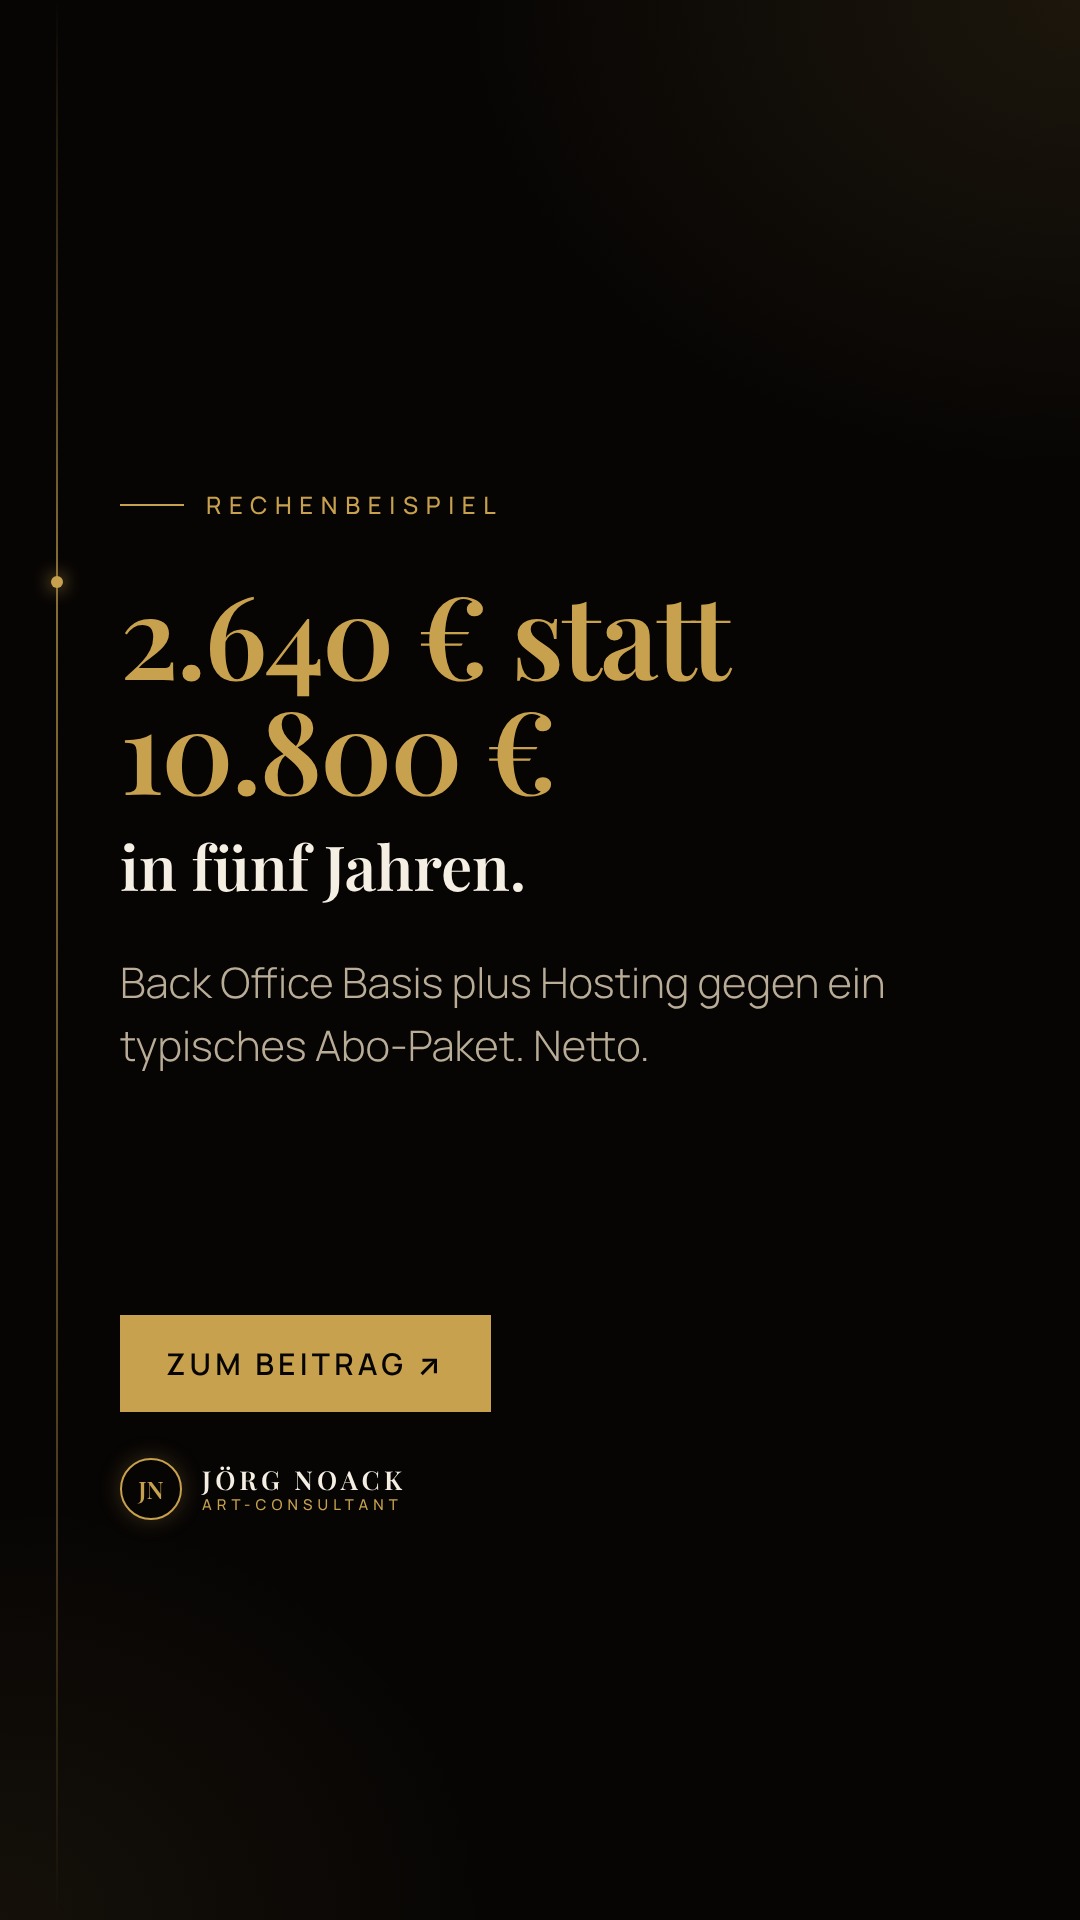 RECHENBEISPIEL
2.640 € statt
10.800 €
in fünf Jahren.
Back Office Basis plus Hosting gegen ein
typisches Abo-Paket. Netto.
ZUM BEITRAG ↗
JN
JÖRG NOACK
ART-CONSULTANT